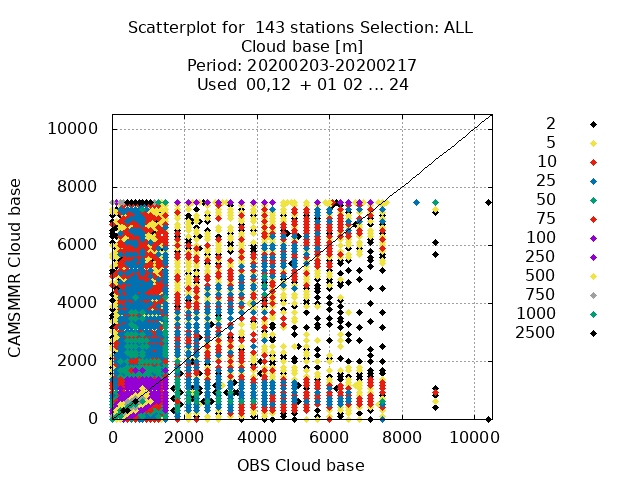 Scatterplot for 143 stations Selection: ALL
Cloud base [m]
Period: 20200203-20200217
Used 00,12 + 01 02 ... 24
CAMSIMMR Cloud base
10000
8000
6000
4000
2000
0
0 2000 4000 6000 8000 10000
OBS Cloud base
2
5
10
25
50
75
100
250
500
750
1000
2500